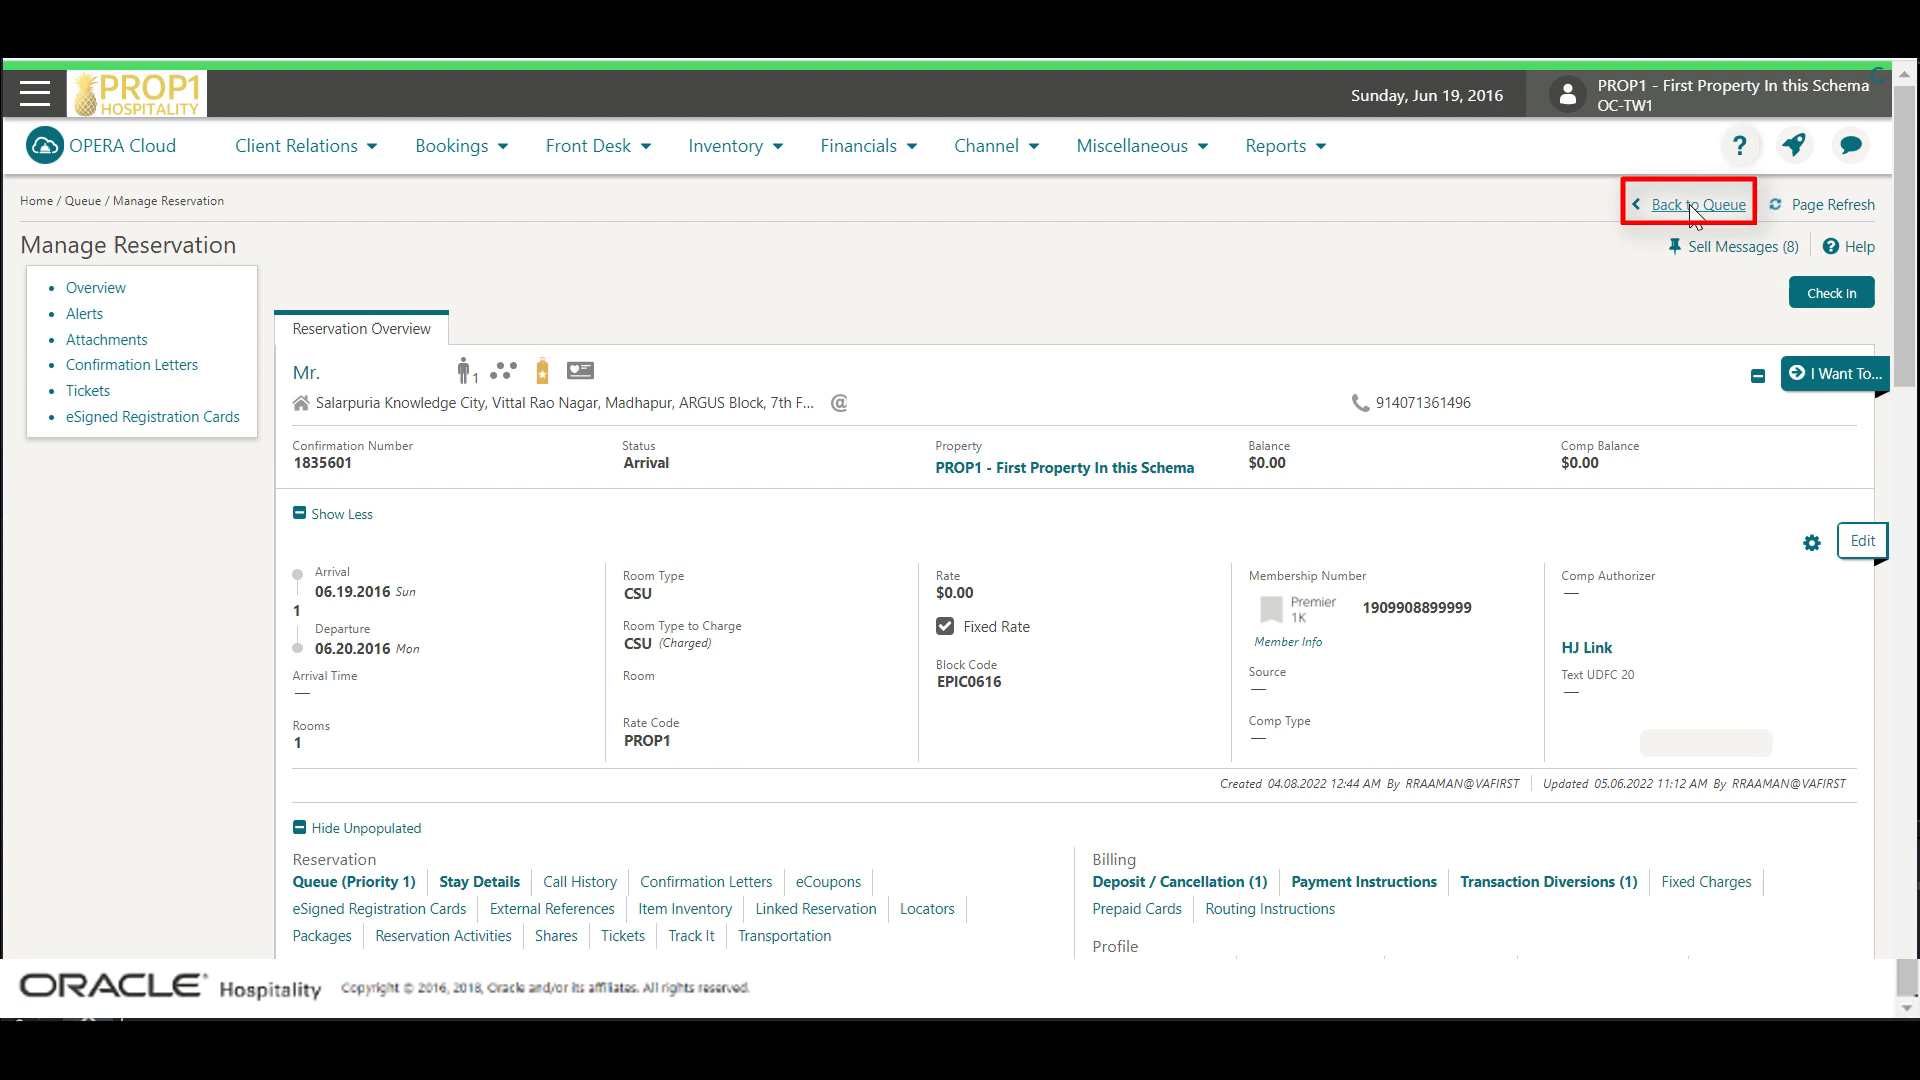 PROP1
HOSPITALITY
Sunday, Jun 19, 2016
PROP1 - First Property In this Schema
OC-TW1
OPERA Cloud
Client Relations
Bookings
Front Desk
Inventory
Financials
Channel
Miscellaneous
Reports
?
Home / Queue / Manage Reservation
Back to Queue
Page Refresh
Manage Reservation
Sell Messages (8)
Help
Overview
Alerts
Attachments
Confirmation Letters
Tickets
eSigned Registration Cards
Check In
Reservation Overview
Mr.
1
I Want To...
Salarpuria Knowledge City, Vittal Rao Nagar, Madhapur, ARGUS Block, 7th F...
@
914071361496
Confirmation Number
1835601
Status
Arrival
Property
PROP1 - First Property In this Schema
Balance
$0.00
Comp Balance
$0.00
Show Less
Edit
Arrival
06.19.2016 Sun
1
Departure
06.20.2016 Mon
Arrival Time
—
Rooms
1
Room Type
CSU
Room Type to Charge
CSU (Charged)
Room
Rate Code
PROP1
Rate
$0.00
Fixed Rate
Block Code
EPIC0616
Membership Number
Premier
1K
1909908899999
Member Info
Source
—
Comp Type
—
Comp Authorizer
—
HJ Link
Text UDFC 20
—
Created 04.08.2022 12:44 AM By RRAAMAN@VAFIRST
Updated 05.06.2022 11:12 AM By RRAAMAN@VAFIRST
Hide Unpopulated
Reservation
Queue (Priority 1) Stay Details Call History Confirmation Letters eCoupons
eSigned Registration Cards External References Item Inventory Linked Reservation Locators
Packages Reservation Activities Shares Tickets Track It Transportation
Billing
Deposit / Cancellation (1) Payment Instructions Transaction Diversions (1) Fixed Charges
Prepaid Cards Routing Instructions
Profile
ORACLE Hospitality Copyright © 2016, 2018, Oracle and/or its affiliates. All rights reserved.